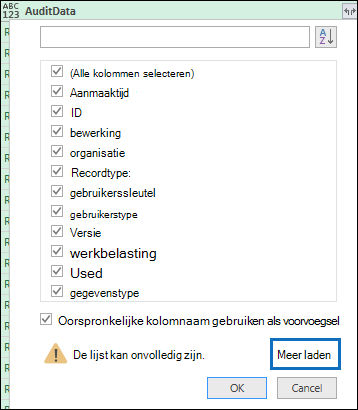 ABC
123
AuditData
A
Z
(Alle kolommen selecteren)
Aanmaaktijd
ID
bewerking
organisatie
Recordtype:
gebruikerssleutel
gebruikerstype
Versie
werkbelasting
Used
gegevenstype
Oorspronkelijke kolomnaam gebruiken als voorvoegsel
De lijst kan onvolledig zijn.
Meer laden
OK
Cancel